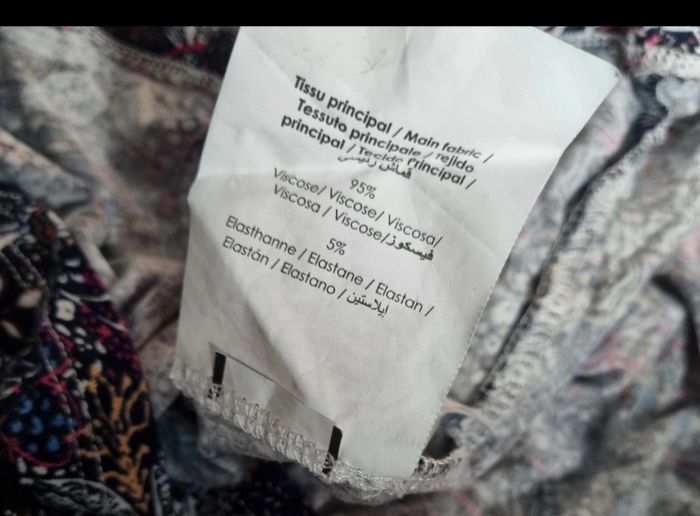 Tissu principal / Main fabric /
Tessuto principale / Tejido
principal / Tecido Principal /
قماش رئيسي
95%
Viscose/ Viscose/ Viscosa/
Viscosa / Viscose/فيسكوز
5%
Elasthanne / Elastane / Elastan /
Elastán / Elastano / إيلاستين